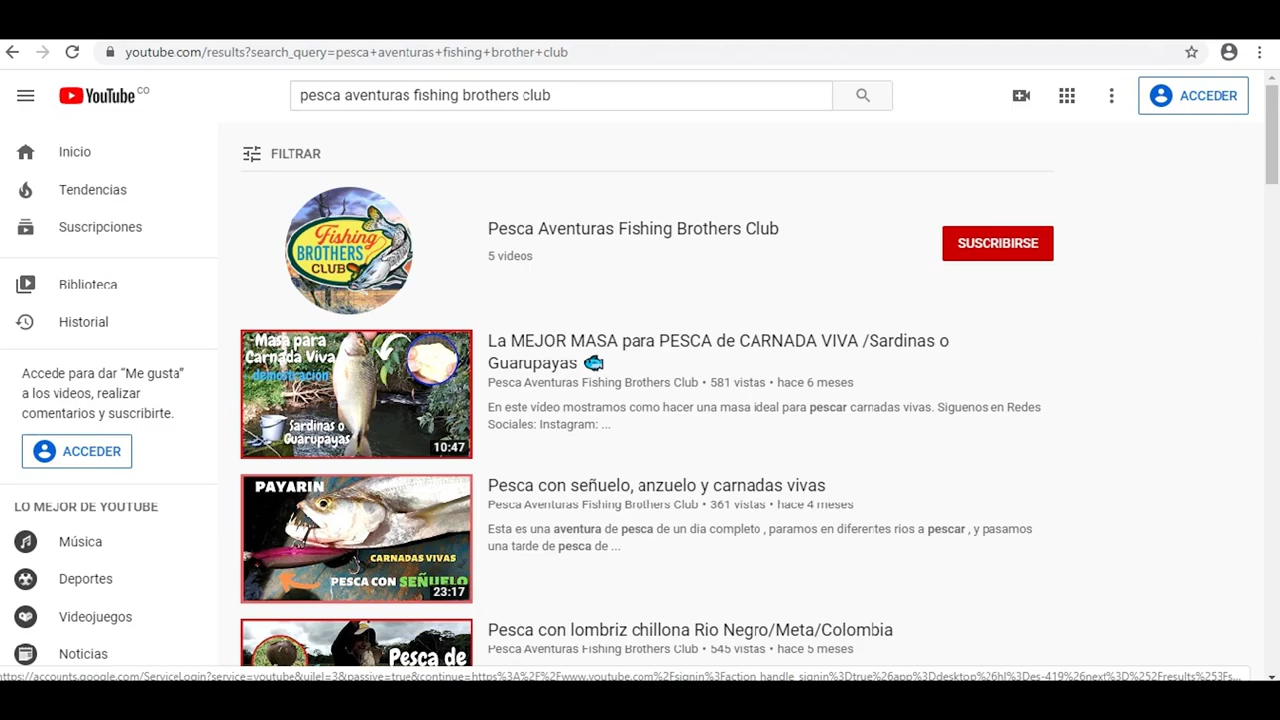 youtube.com/results?search_query=pesca+aventuras+fishing+brother+club
YouTube CO
pesca aventuras fishing brothers club
ACCEDER
Inicio
Tendencias
Suscripciones
Biblioteca
Historial
Accede para dar “Me gusta”
a los videos, realizar
comentarios y suscribirte.
ACCEDER
LO MEJOR DE YOUTUBE
Música
Deportes
Videojuegos
Noticias
FILTRAR
Fishing
BROTHERS
CLUB
Pesca Aventuras Fishing Brothers Club
5 videos
SUSCRIBIRSE
Masa para
Carnada Viva
demostración
Sardinas o
Guarupayas
10:47
La MEJOR MASA para PESCA de CARNADA VIVA /Sardinas o
Guarupayas
Pesca Aventuras Fishing Brothers Club • 581 vistas • hace 6 meses
En este vídeo mostramos como hacer una masa ideal para pescar carnadas vivas. Siguenos en Redes
Sociales: Instagram: ...
PAYARIN
CARNADAS VIVAS
PESCA CON SEÑUELO
23:17
Pesca con señuelo, anzuelo y carnadas vivas
Pesca Aventuras Fishing Brothers Club • 361 vistas • hace 4 meses
Esta es una aventura de pesca de un dia completo , paramos en diferentes rios a pescar , y pasamos
una tarde de pesca de ...
Pesca de
Pesca con lombriz chillona Rio Negro/Meta/Colombia
Pesca Aventuras Fishing Brothers Club • 545 vistas • hace 5 meses